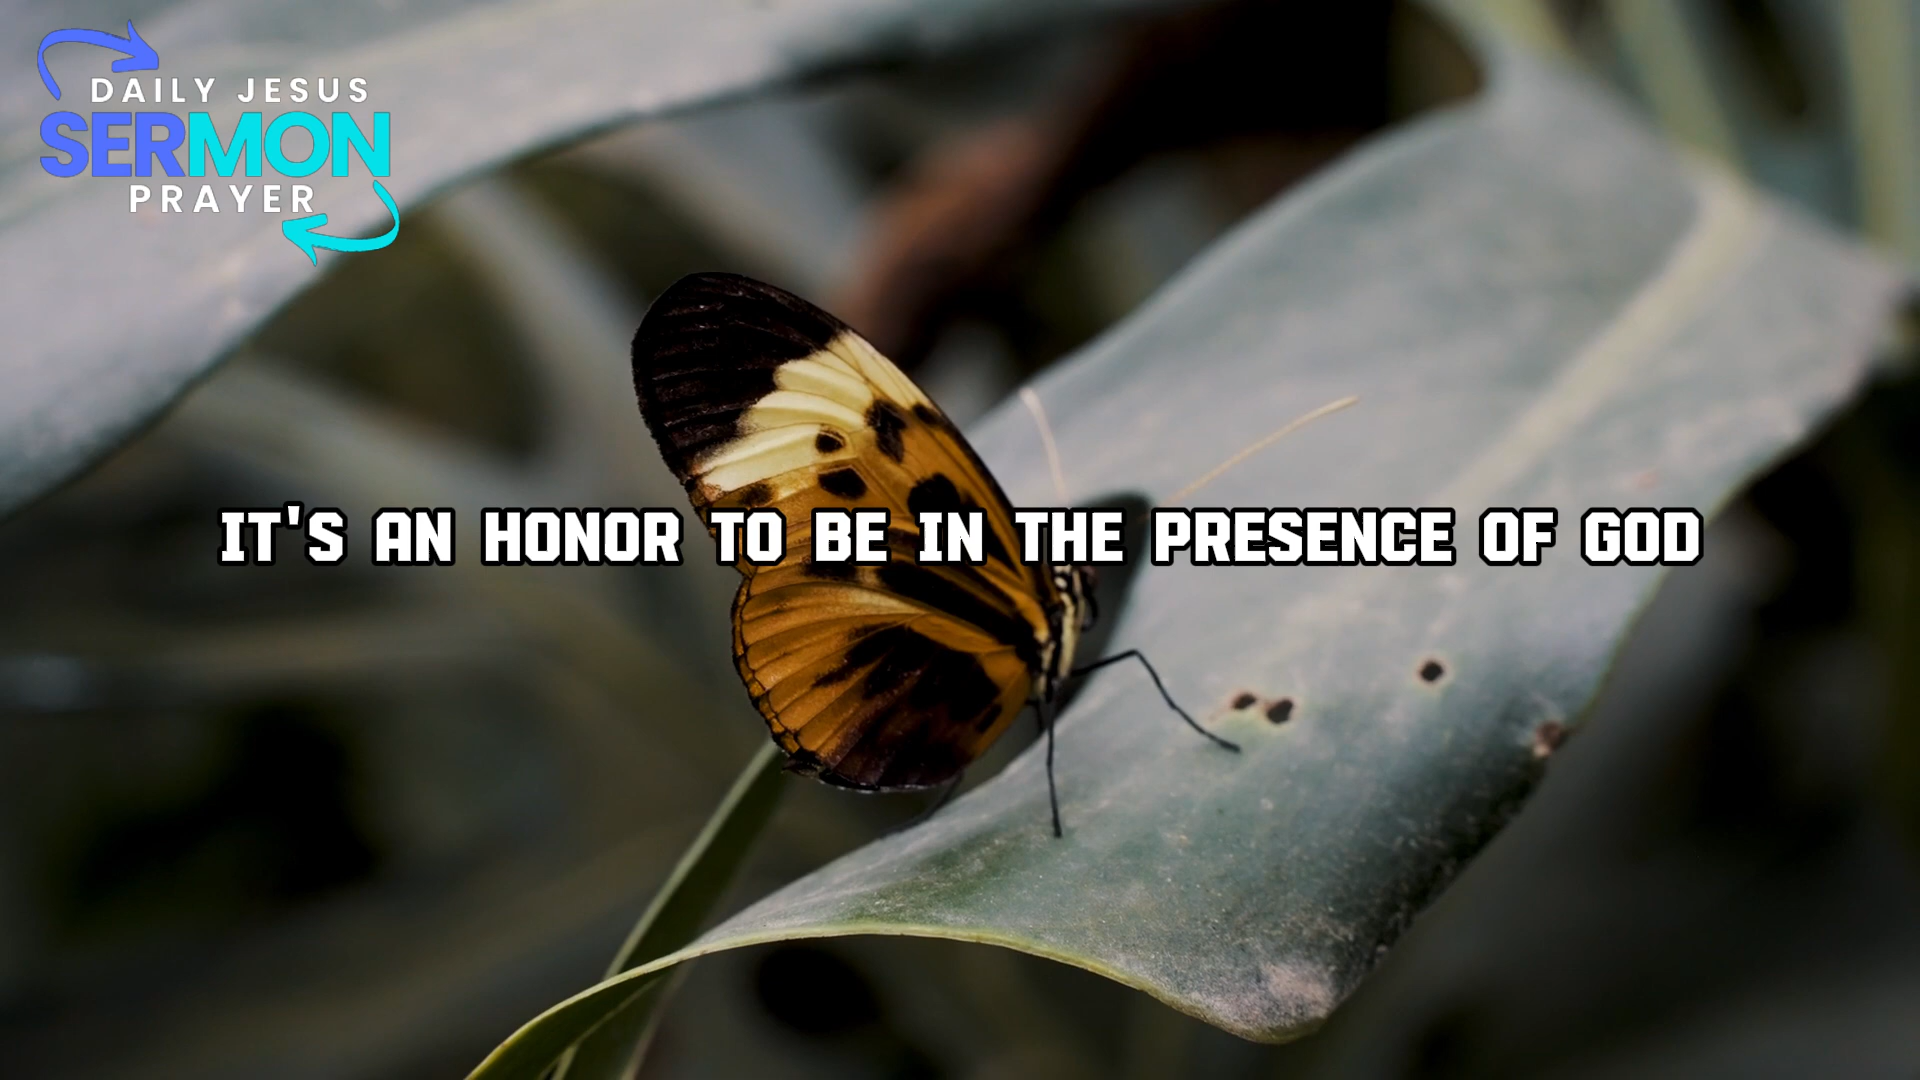 DAILY JESUS
SERMON
PRAYER
IT'S AN HONOR TO BE IN THE PRESENCE OF GOD